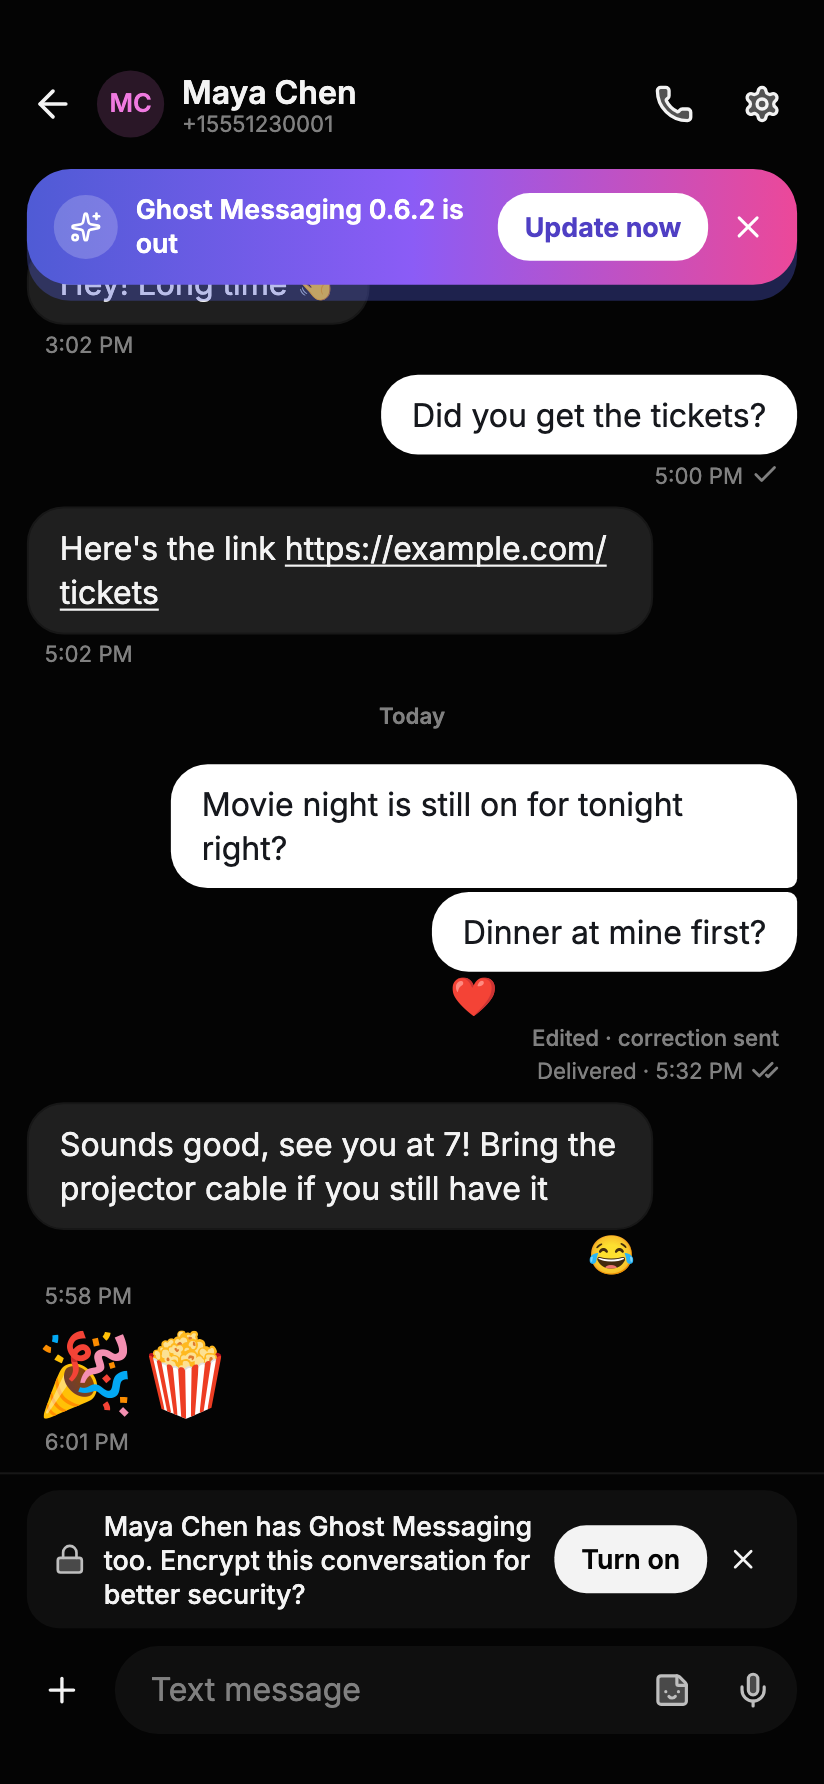 MC
Maya Chen
+15551230001
Ghost Messaging 0.6.2 is
out
Update now
Hey! Long time 👋
3:02 PM
Did you get the tickets?
5:00 PM
Here's the link https://example.com/
tickets
5:02 PM
Today
Movie night is still on for tonight
right?
Dinner at mine first?
❤️
Edited · correction sent
Delivered · 5:32 PM
Sounds good, see you at 7! Bring the
projector cable if you still have it
😂
5:58 PM
🎉🍿
6:01 PM
Maya Chen has Ghost Messaging
too. Encrypt this conversation for
better security?
Turn on
Text message